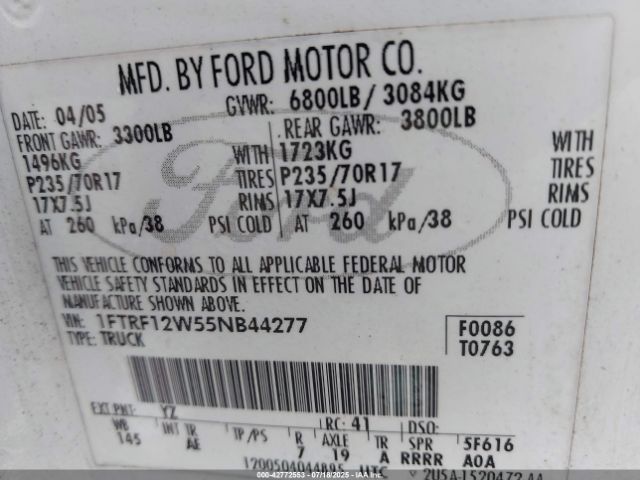 MFD. BY FORD MOTOR CO.
DATE: 04/05 GVWR: 6800LB / 3084KG
FRONT GAWR: 3300LB REAR GAWR: 3800LB
1496KG WITH 1723KG WITH
P235/70R17 TIRES P235/70R17 TIRES
17X7.5J RIMS 17X7.5J RIMS
AT 260 kPa/38 PSI COLD AT 260 kPa/38 PSI COLD
Ford
THIS VEHICLE CONFORMS TO ALL APPLICABLE FEDERAL MOTOR
VEHICLE SAFETY STANDARDS IN EFFECT ON THE DATE OF
MANUFACTURE SHOWN ABOVE.
VIN: 1FTRF12W55NB44277 F0086
TYPE: TRUCK T0763
EXT PNT: YZ RC: 41 DSO:
WB INT TR TP/PS R AXLE TR SPR 5F616
145 AE 7 19 A RRRR A0A
© IAA (Stock No: 42772553 | 07/18/2025 | UNDEFINED)